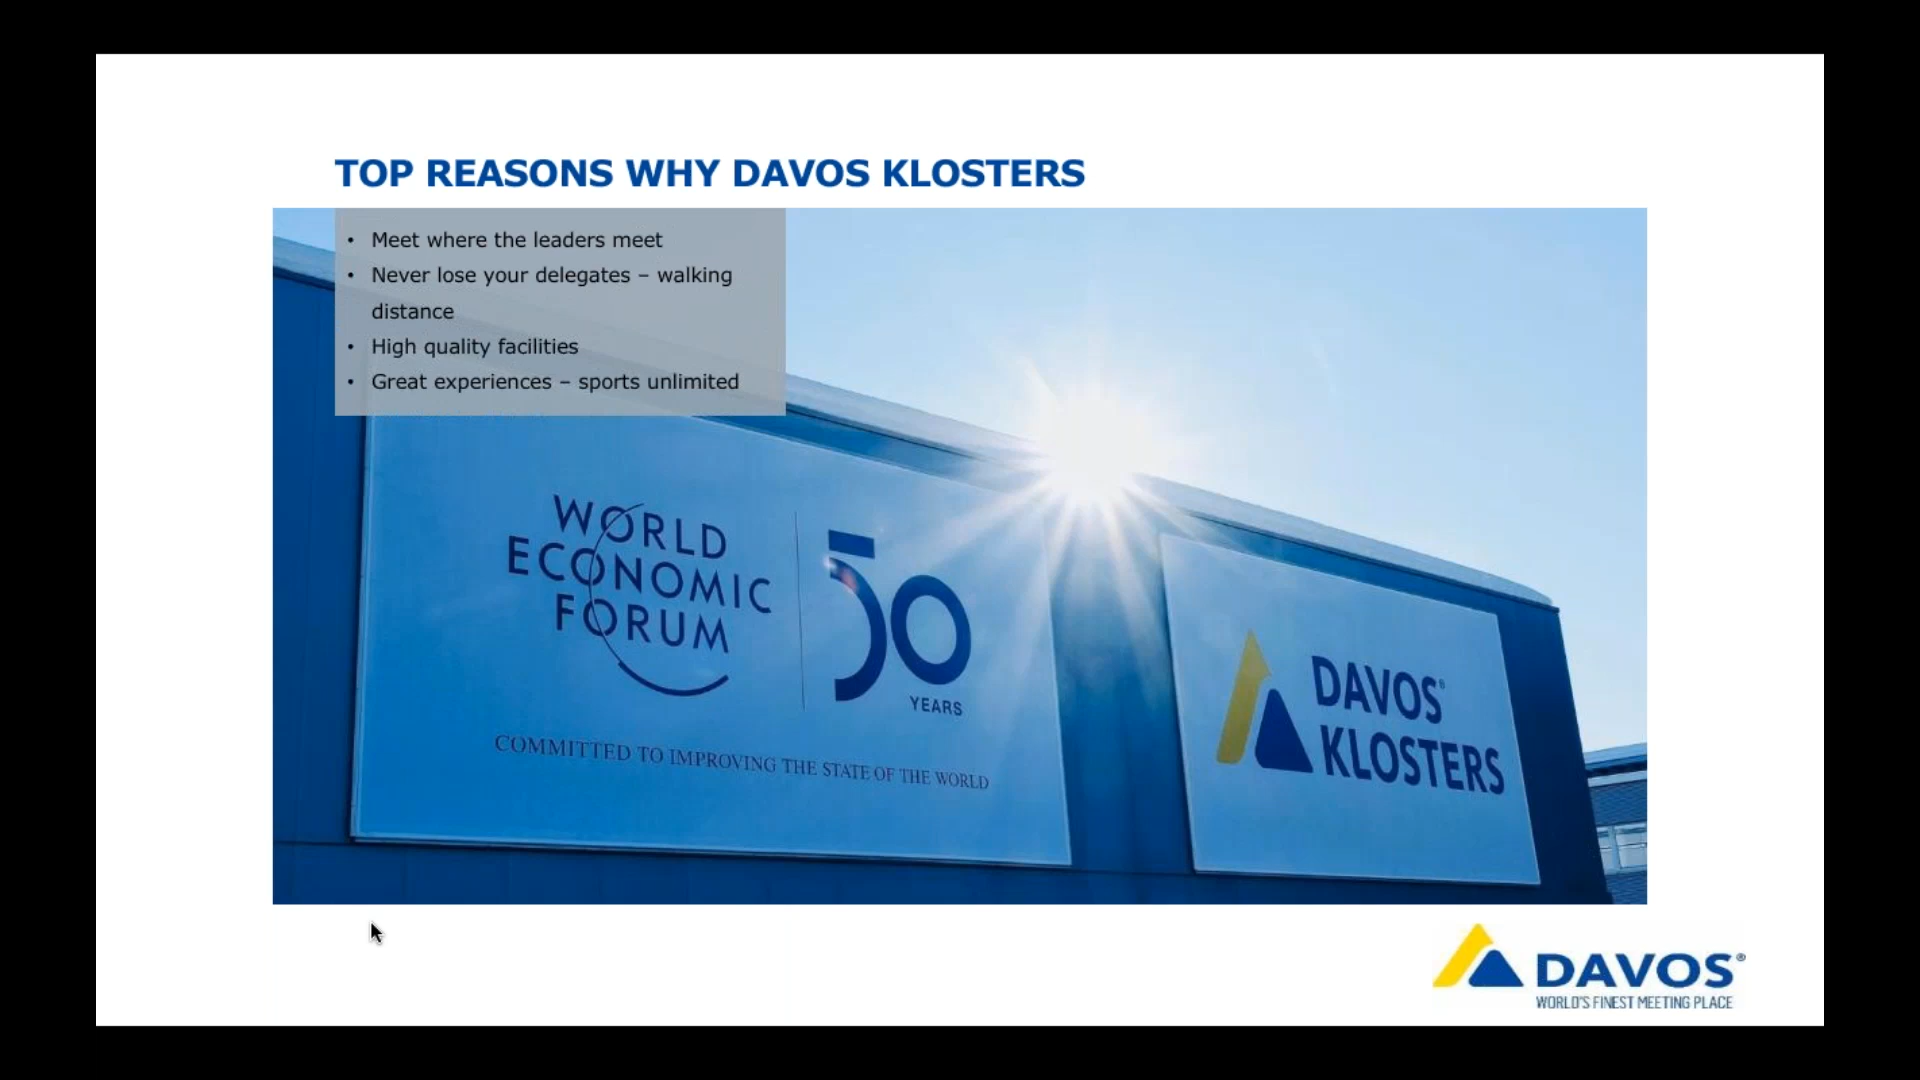 TOP REASONS WHY DAVOS KLOSTERS
• Meet where the leaders meet
• Never lose your delegates – walking
distance
• High quality facilities
• Great experiences – sports unlimited
WORLD
ECONOMIC
FORUM
50
YEARS
COMMITTED TO IMPROVING THE STATE OF THE WORLD
DAVOS®
KLOSTERS
DAVOS®
WORLD'S FINEST MEETING PLACE